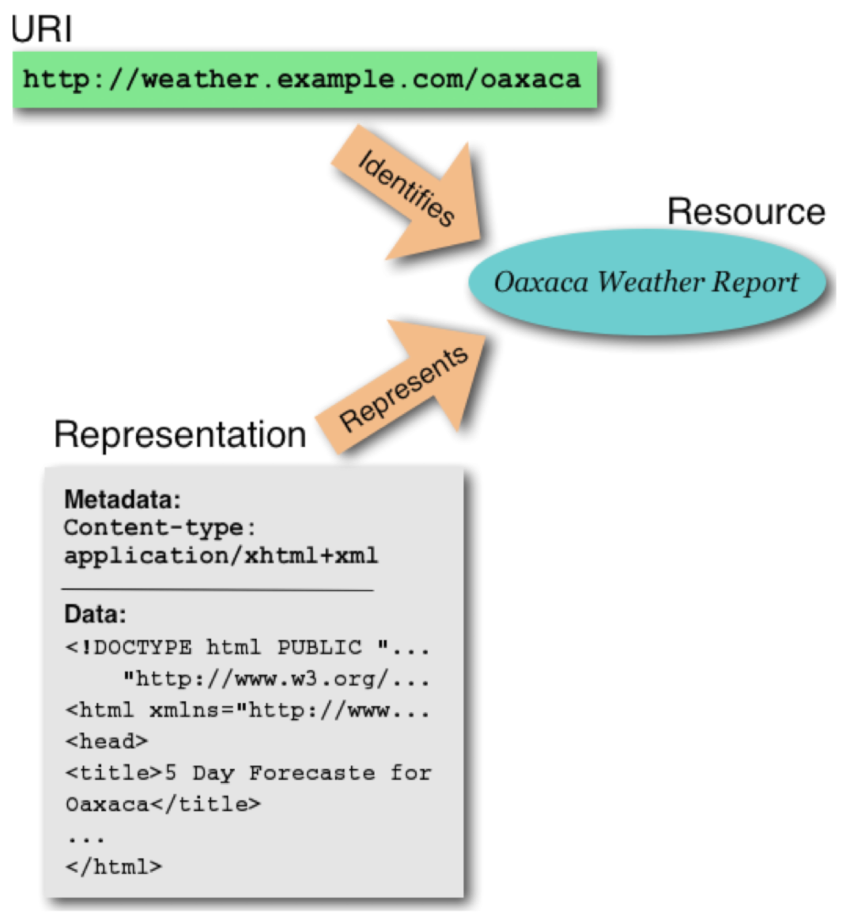 URI
http://weather.example.com/oaxaca
Identifies
Resource
Oaxaca Weather Report
Represents
Representation
Metadata:
Content-type:
application/xhtml+xml
Data:
<!DOCTYPE html PUBLIC "...
"http://www.w3.org/...
<html xmlns="http://www...
<head>
<title>5 Day Forecaste for
Oaxaca</title>
...
</html>